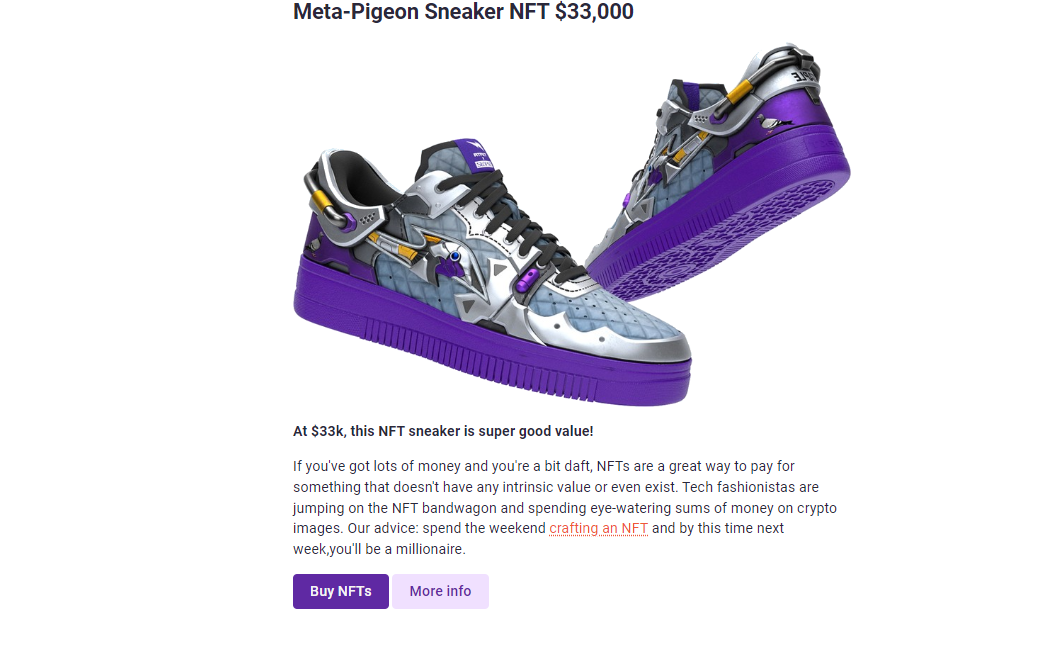 Meta-Pigeon Sneaker NFT $33,000
At $33k, this NFT sneaker is super good value!
If you've got lots of money and you're a bit daft, NFTs are a great way to pay for
something that doesn't have any intrinsic value or even exist. Tech fashionistas are
jumping on the NFT bandwagon and spending eye-watering sums of money on crypto
images. Our advice: spend the weekend crafting an NFT and by this time next
week,you'll be a millionaire.
Buy NFTs
More info